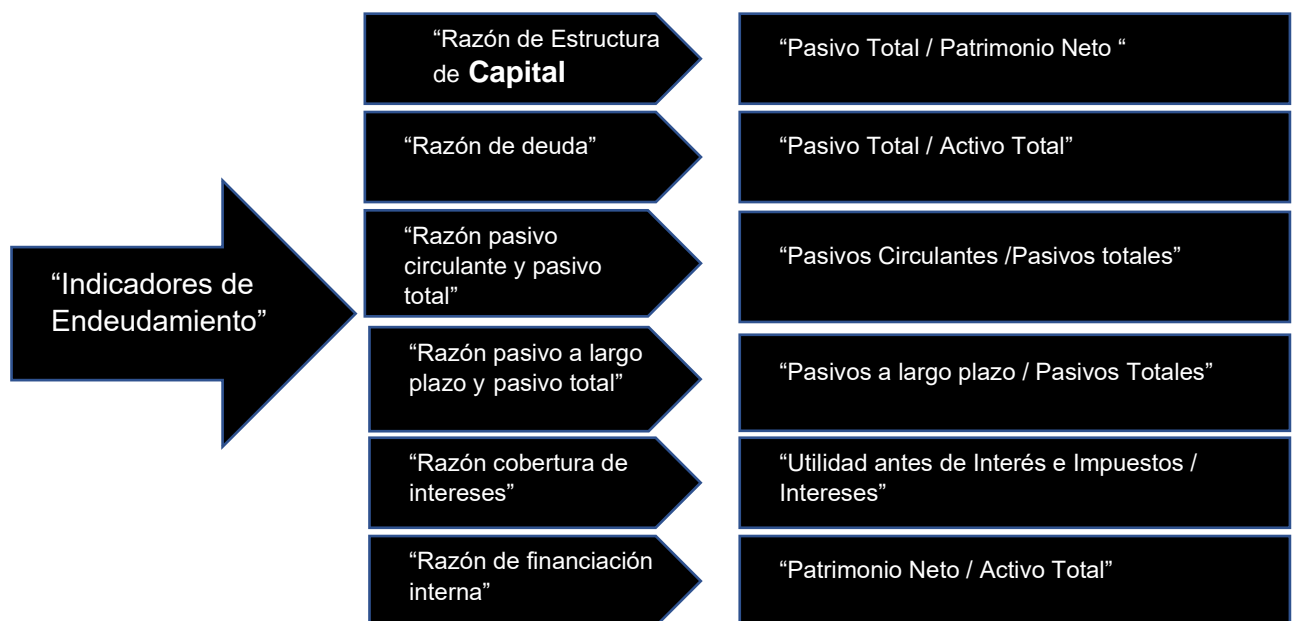 “Razón de Estructura
de Capital
“Pasivo Total / Patrimonio Neto “
“Razón de deuda”
“Pasivo Total / Activo Total”
“Indicadores de
Endeudamiento”
“Razón pasivo
circulante y pasivo
total”
“Pasivos Circulantes /Pasivos totales”
“Razón pasivo a largo
plazo y pasivo total”
“Pasivos a largo plazo / Pasivos Totales”
“Razón cobertura de
intereses”
“Utilidad antes de Interés e Impuestos /
Intereses”
“Razón de financiación
interna”
“Patrimonio Neto / Activo Total”